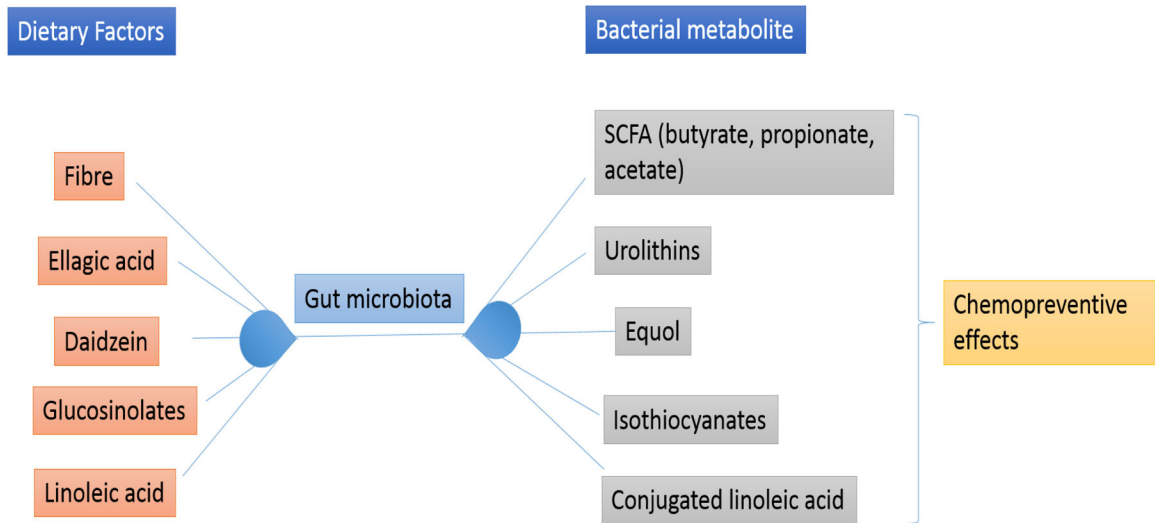 Dietary Factors
Bacterial metabolite
Fibre
Ellagic acid
Daidzein
Glucosinolates
Linoleic acid
Gut microbiota
SCFA (butyrate, propionate,
acetate)
Urolithins
Equol
Isothiocyanates
Conjugated linoleic acid
Chemopreventive
effects